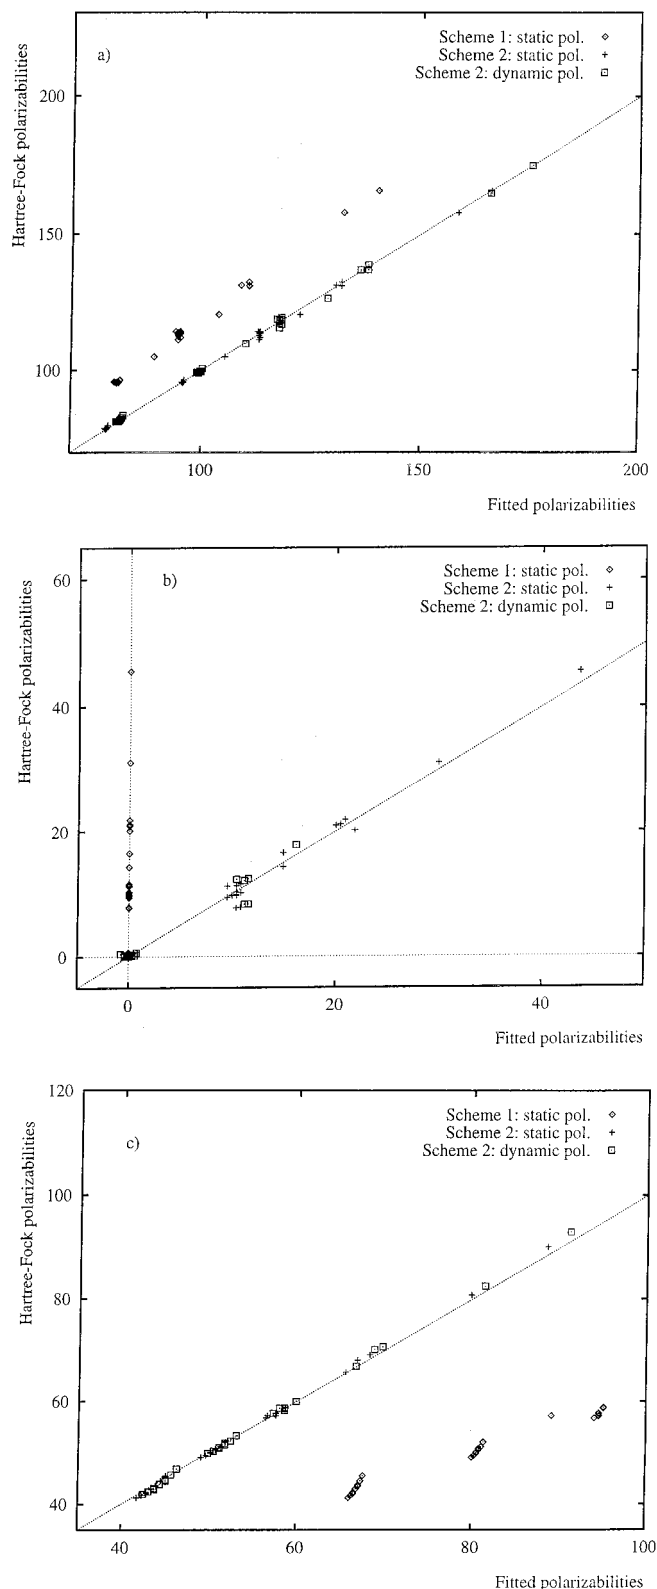 Hartree-Fock polarizabilities
a)
Scheme 1: static pol.
Scheme 2: static pol.
Scheme 2: dynamic pol.
200
150
100
100
150
200
Fitted polarizabilities
Hartree-Fock polarizabilities
b)
Scheme 1: static pol.
Scheme 2: static pol.
Scheme 2: dynamic pol.
60
40
20
0
0
20
40
Fitted polarizabilities
Hartree-Fock polarizabilities
c)
Scheme 1: static pol.
Scheme 2: static pol.
Scheme 2: dynamic pol.
120
100
80
60
40
40
60
80
100
Fitted polarizabilities